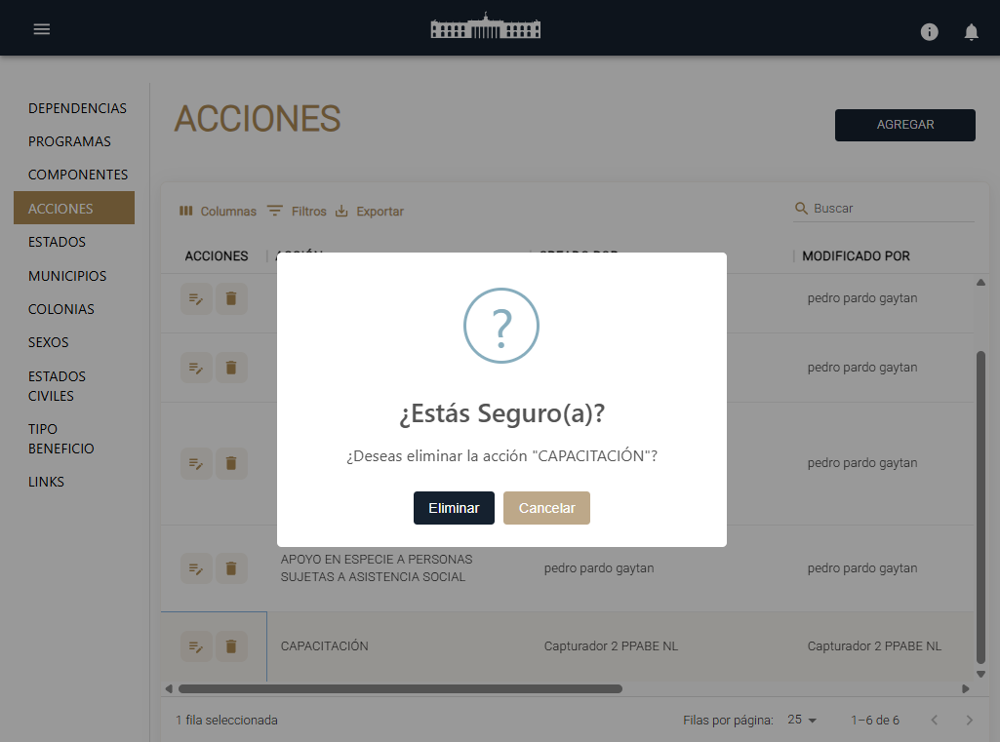 DEPENDENCIAS
PROGRAMAS
COMPONENTES
ACCIONES
ESTADOS
MUNICIPIOS
COLONIAS
SEXOS
ESTADOS
CIVILES
TIPO
BENEFICIO
LINKS
ACCIONES
AGREGAR
Columnas Filtros Exportar
Buscar
ACCIONES ACCIÓN CREADO POR MODIFICADO POR
pedro pardo gaytan
pedro pardo gaytan
pedro pardo gaytan
¿Estás Seguro(a)?
¿Deseas eliminar la acción "CAPACITACIÓN"?
Eliminar Cancelar
APOYO EN ESPECIE A PERSONAS
SUJETAS A ASISTENCIA SOCIAL
pedro pardo gaytan pedro pardo gaytan
CAPACITACIÓN Capturador 2 PPABE NL Capturador 2 PPABE NL
1 fila seleccionada
Filas por página: 25 1–6 de 6